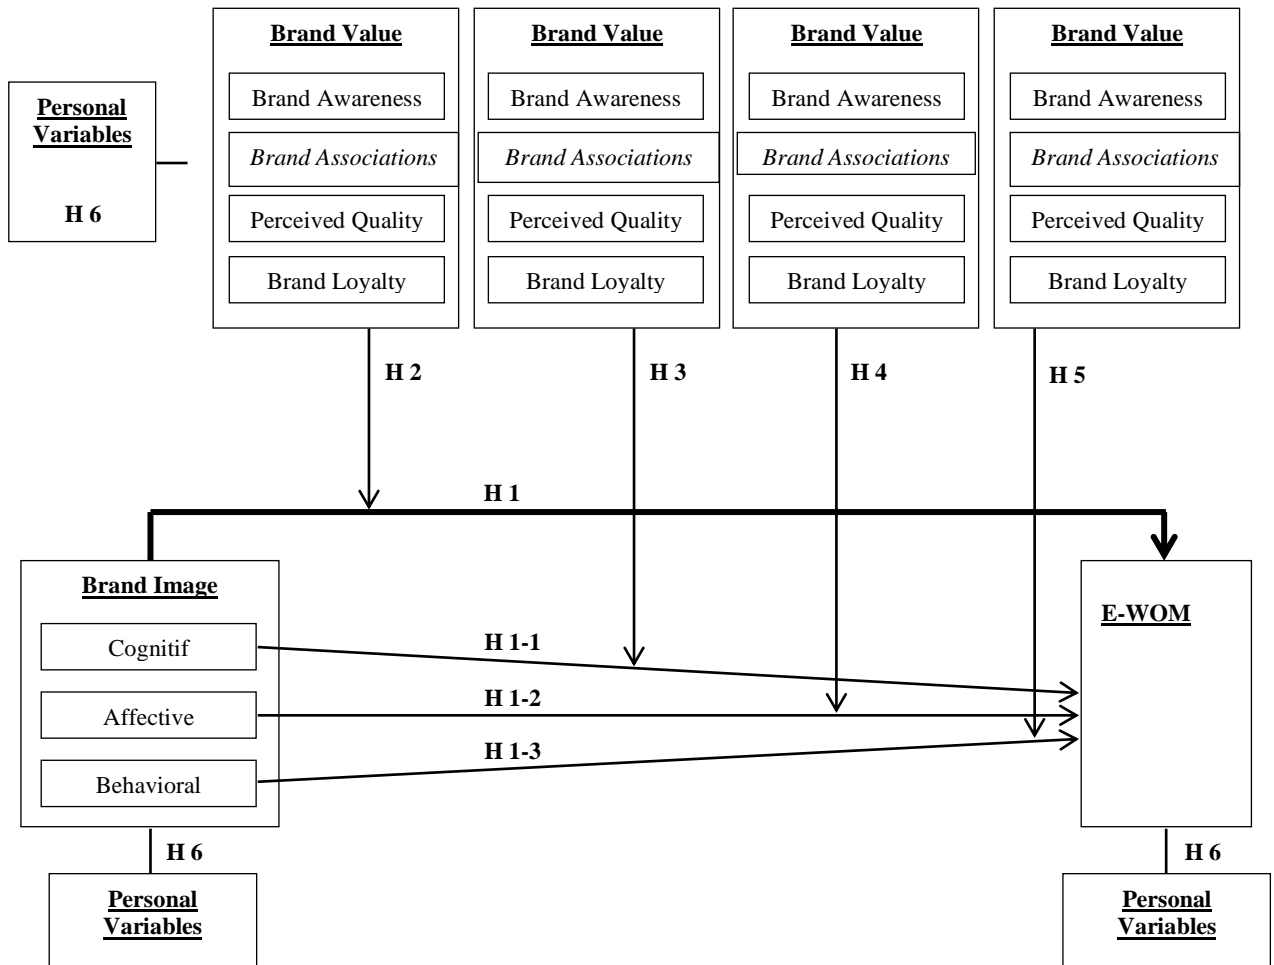 Brand Value
Brand Awareness
Brand Associations
Perceived Quality
Brand Loyalty
Brand Value
Brand Awareness
Brand Associations
Perceived Quality
Brand Loyalty
Brand Value
Brand Awareness
Brand Associations
Perceived Quality
Brand Loyalty
Brand Value
Brand Awareness
Brand Associations
Perceived Quality
Brand Loyalty
Personal
Variables
H 6
H 2
H 3
H 4
H 5
H 1
Brand Image
Cognitif
Affective
Behavioral
H 1-1
H 1-2
H 1-3
E-WOM
H 6
Personal
Variables
H 6
Personal
Variables